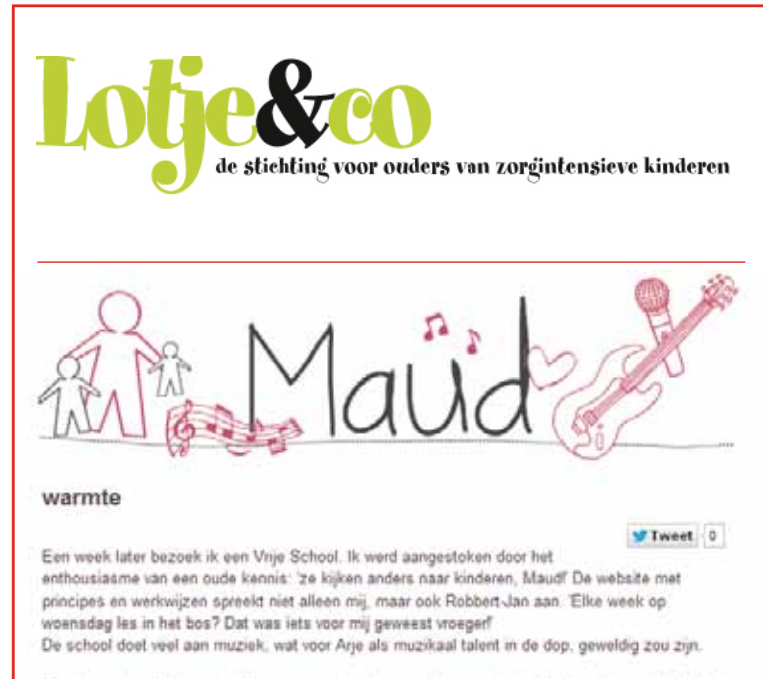 Lotje&co
de stichting voor ouders van zorgintensieve kinderen
Maud
warmte
Tweet 0
Een week later bezoek ik een Vrije School. Ik werd aangestoken door het
enthousiasme van een oude kennis: 'ze kijken anders naar kinderen, Maud!' De website met
principes en werkwijzen spreekt niet alleen mij, maar ook Robbert-Jan aan. 'Elke week op
woensdag les in het bos? Dat was iets voor mij geweest vroeger!'
De school doet veel aan muziek, wat voor Arje als muzikaal talent in de dop, geweldig zou zijn.